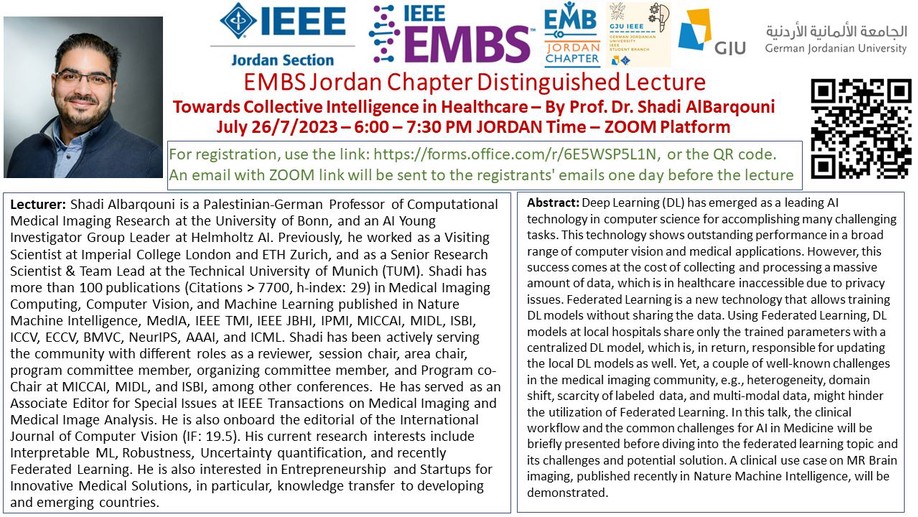 IEEE
Jordan Section
IEEE
EMBS
EMB
JORDAN
CHAPTER
GJU IEEE
GERMAN JORDANIAN
UNIVERSITY
IEEE
STUDENT BRANCH
GJU
الجامعة الألمانية الأردنية
German Jordanian University
EMBS Jordan Chapter Distinguished Lecture
Towards Collective Intelligence in Healthcare – By Prof. Dr. Shadi AlBarqouni
July 26/7/2023 – 6:00 – 7:30 PM JORDAN Time – ZOOM Platform
For registration, use the link: https://forms.office.com/r/6E5WSP5L1N, or the QR code.
An email with ZOOM link will be sent to the registrants' emails one day before the lecture
Lecturer: Shadi Albarqouni is a Palestinian-German Professor of Computational
Medical Imaging Research at the University of Bonn, and an AI Young
Investigator Group Leader at Helmholtz AI. Previously, he worked as a Visiting
Scientist at Imperial College London and ETH Zurich, and as a Senior Research
Scientist & Team Lead at the Technical University of Munich (TUM). Shadi has
more than 100 publications (Citations > 7700, h-index: 29) in Medical Imaging
Computing, Computer Vision, and Machine Learning published in Nature
Machine Intelligence, MedIA, IEEE TMI, IEEE JBHI, IPMI, MICCAI, MIDL, ISBI,
ICCV, ECCV, BMVC, NeurIPS, AAAI, and ICML. Shadi has been actively serving
the community with different roles as a reviewer, session chair, area chair,
program committee member, organizing committee member, and Program co-
Chair at MICCAI, MIDL, and ISBI, among other conferences. He has served as an
Associate Editor for Special Issues at IEEE Transactions on Medical Imaging and
Medical Image Analysis. He is also onboard the editorial of the International
Journal of Computer Vision (IF: 19.5). His current research interests include
Interpretable ML, Robustness, Uncertainty quantification, and recently
Federated Learning. He is also interested in Entrepreneurship and Startups for
Innovative Medical Solutions, in particular, knowledge transfer to developing
and emerging countries.
Abstract: Deep Learning (DL) has emerged as a leading AI
technology in computer science for accomplishing many challenging
tasks. This technology shows outstanding performance in a broad
range of computer vision and medical applications. However, this
success comes at the cost of collecting and processing a massive
amount of data, which is in healthcare inaccessible due to privacy
issues. Federated Learning is a new technology that allows training
DL models without sharing the data. Using Federated Learning, DL
models at local hospitals share only the trained parameters with a
centralized DL model, which is, in return, responsible for updating
the local DL models as well. Yet, a couple of well-known challenges
in the medical imaging community, e.g., heterogeneity, domain
shift, scarcity of labeled data, and multi-modal data, might hinder
the utilization of Federated Learning. In this talk, the clinical
workflow and the common challenges for AI in Medicine will be
briefly presented before diving into the federated learning topic and
its challenges and potential solution. A clinical use case on MR Brain
imaging, published recently in Nature Machine Intelligence, will be
demonstrated.